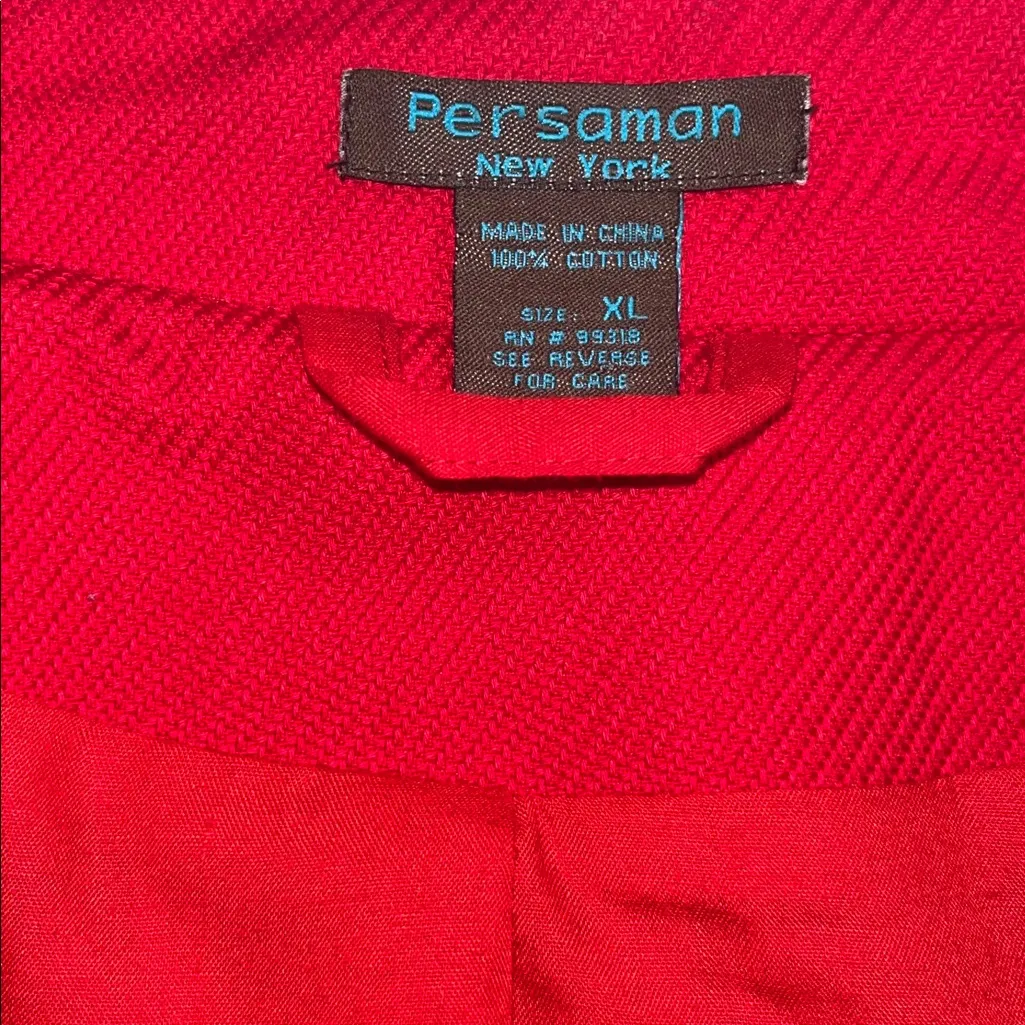 Persaman
New York
MADE IN CHINA
100% COTTON
SIZE: XL
RN # 99318
SEE REVERSE
FOR CARE